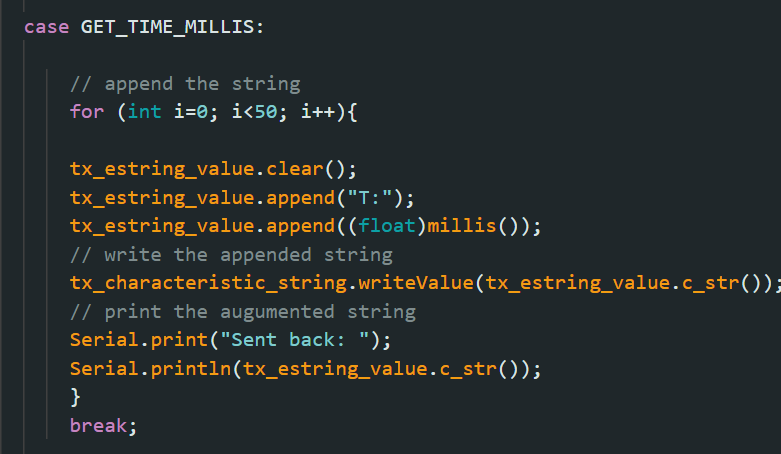 case GET_TIME_MILLIS:
// append the string
for (int i=0; i<50; i++){
tx_estring_value.clear();
tx_estring_value.append("T:");
tx_estring_value.append((float)millis());
// write the appended string
tx_characteristic_string.writeValue(tx_estring_value.c_str());
// print the augumented string
Serial.print("Sent back: ");
Serial.println(tx_estring_value.c_str());
}
break;